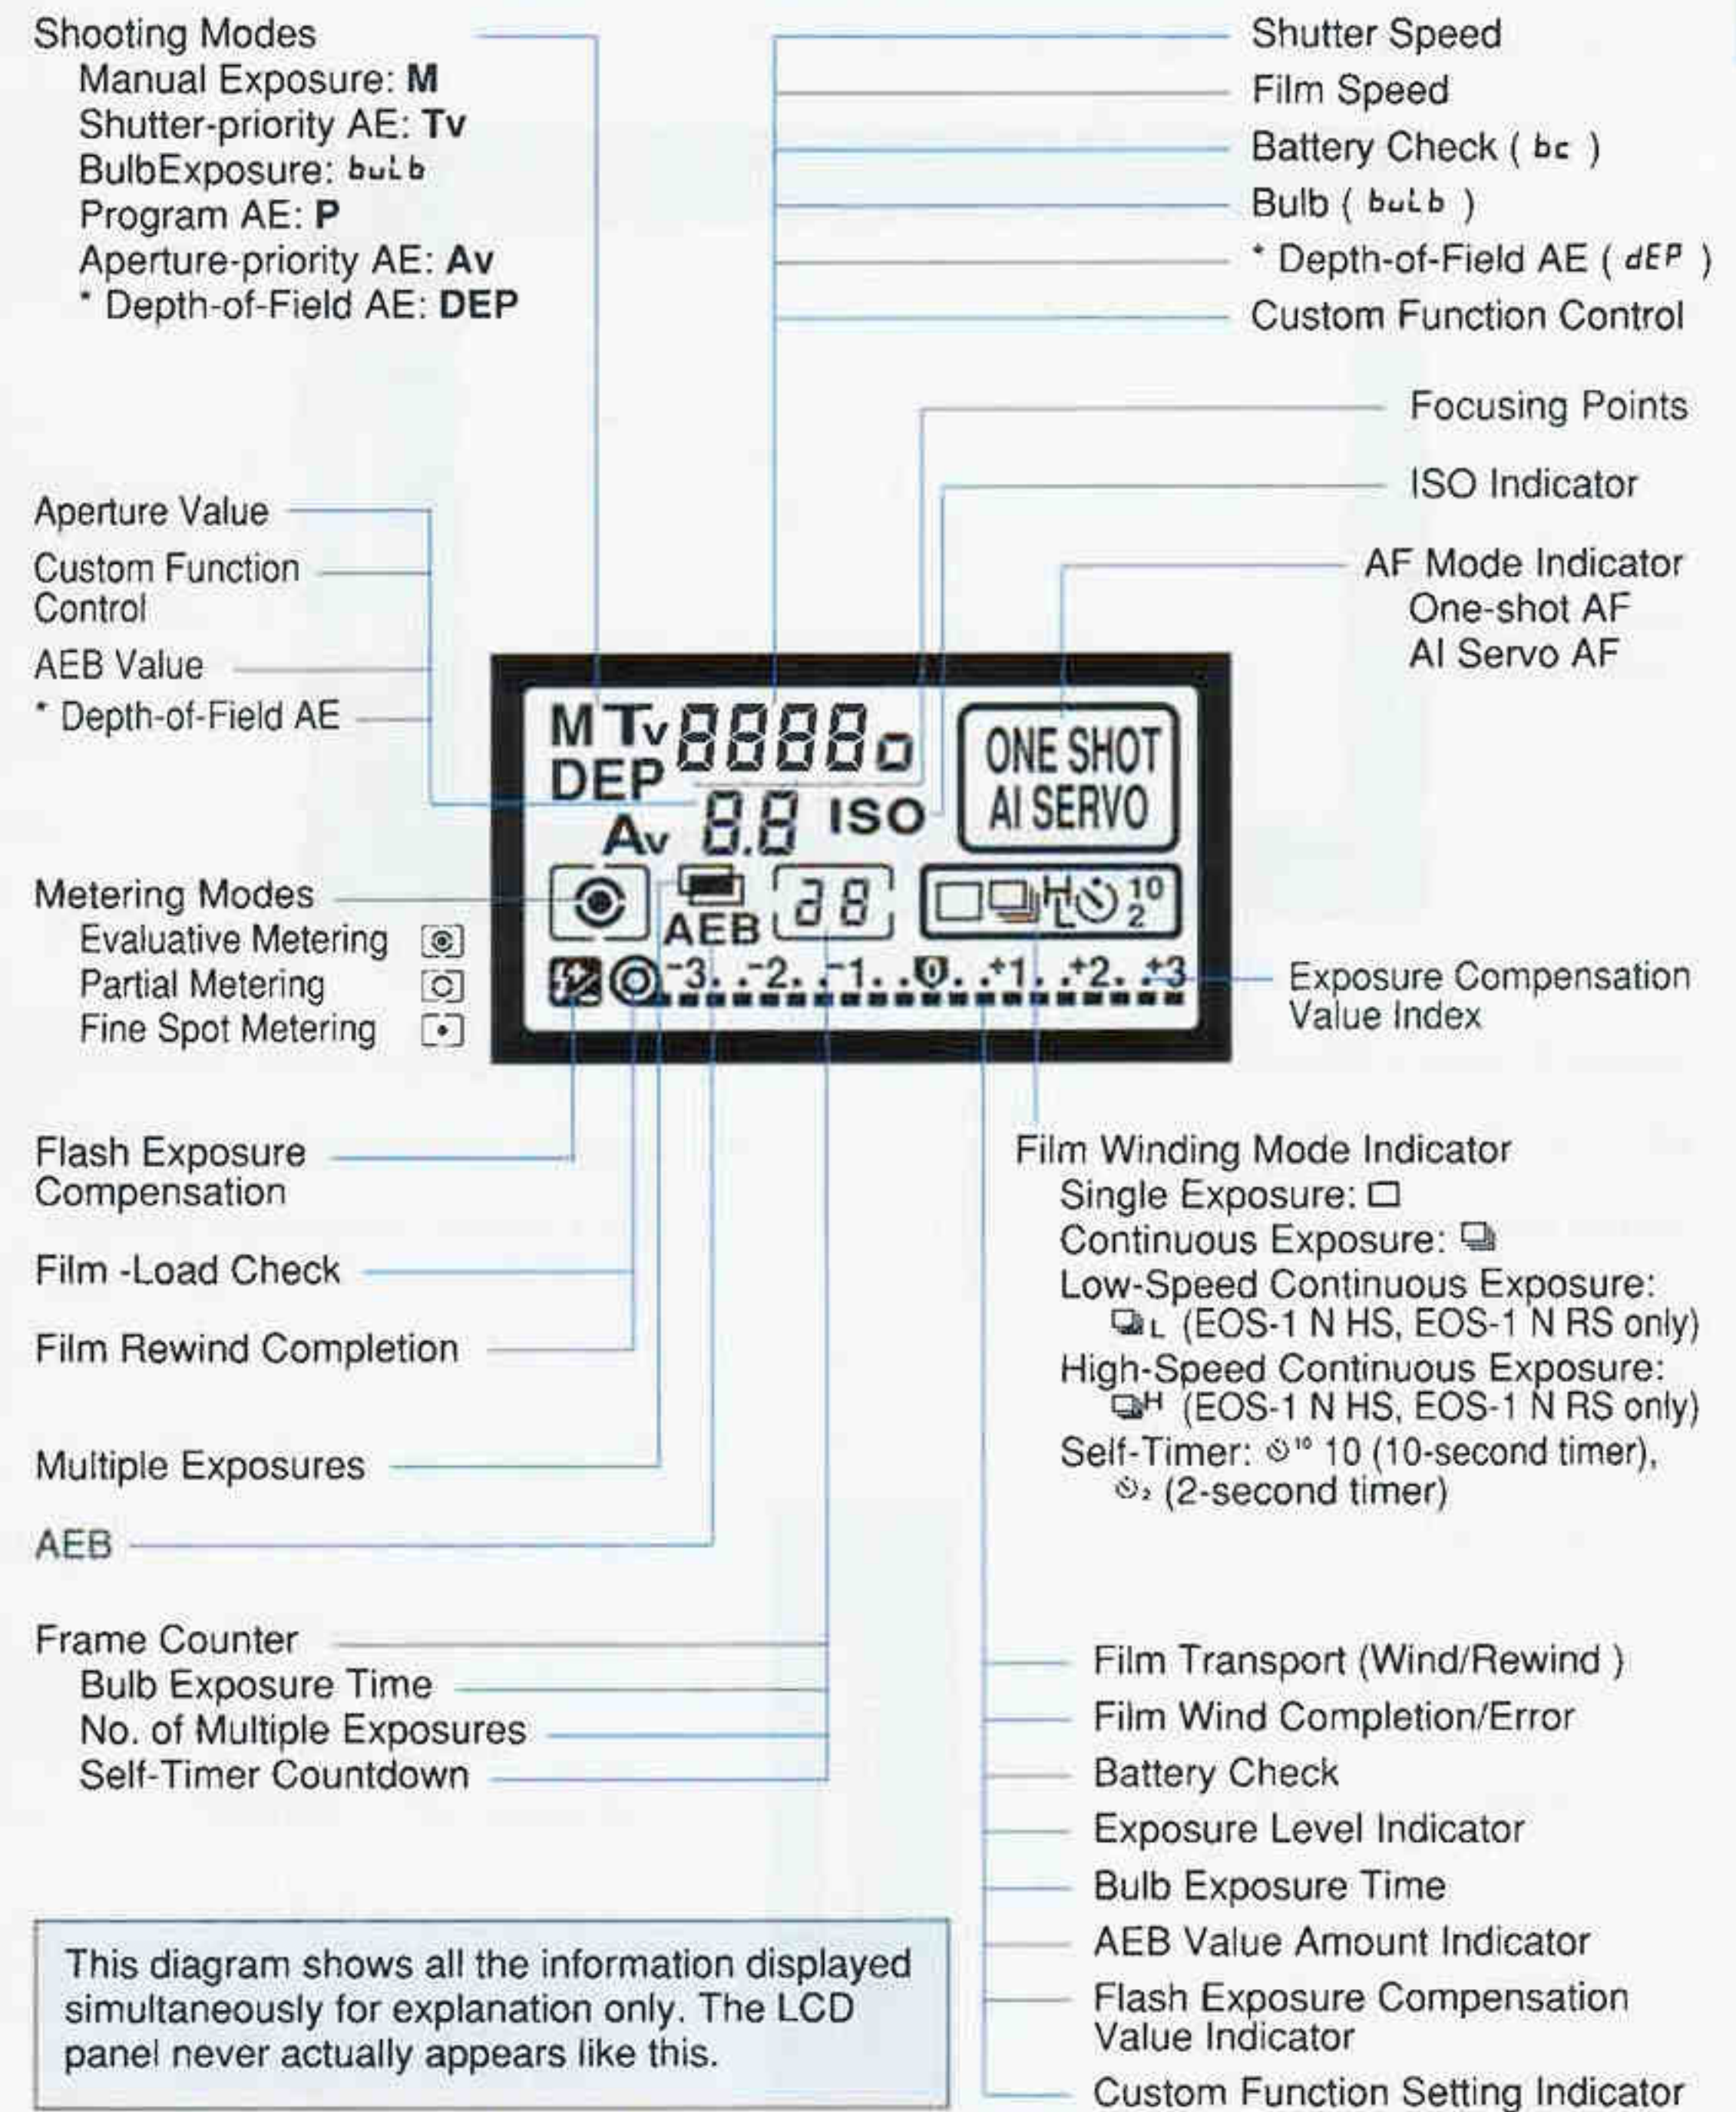 Shooting Modes
Manual Exposure: M
Shutter-priority AE: Tv
BulbExposure: buLb
Program AE: P
Aperture-priority AE: Av
* Depth-of-Field AE: DEP
Shutter Speed
Film Speed
Battery Check ( bc )
Bulb ( buLb )
* Depth-of-Field AE ( dEP )
Custom Function Control
Focusing Points
ISO Indicator
AF Mode Indicator
One-shot AF
AI Servo AF
Aperture Value
Custom Function
Control
AEB Value
* Depth-of-Field AE
M Tv 8888
DEP
Av 8.8 ISO
ONE SHOT
AI SERVO
AEB
28
H
L
10
2
-3. .-2. .-1. .0. .+1. .+2. .+3
Metering Modes
Evaluative Metering
Partial Metering
Fine Spot Metering
Exposure Compensation
Value Index
Flash Exposure
Compensation
Film -Load Check
Film Rewind Completion
Multiple Exposures
AEB
Frame Counter
Bulb Exposure Time
No. of Multiple Exposures
Self-Timer Countdown
Film Winding Mode Indicator
Single Exposure:
Continuous Exposure:
Low-Speed Continuous Exposure:
L (EOS-1 N HS, EOS-1 N RS only)
High-Speed Continuous Exposure:
H (EOS-1 N HS, EOS-1 N RS only)
Self-Timer: 10 10 (10-second timer),
2 (2-second timer)
Film Transport (Wind/Rewind )
Film Wind Completion/Error
Battery Check
Exposure Level Indicator
Bulb Exposure Time
AEB Value Amount Indicator
Flash Exposure Compensation
Value Indicator
Custom Function Setting Indicator
This diagram shows all the information displayed
simultaneously for explanation only. The LCD
panel never actually appears like this.